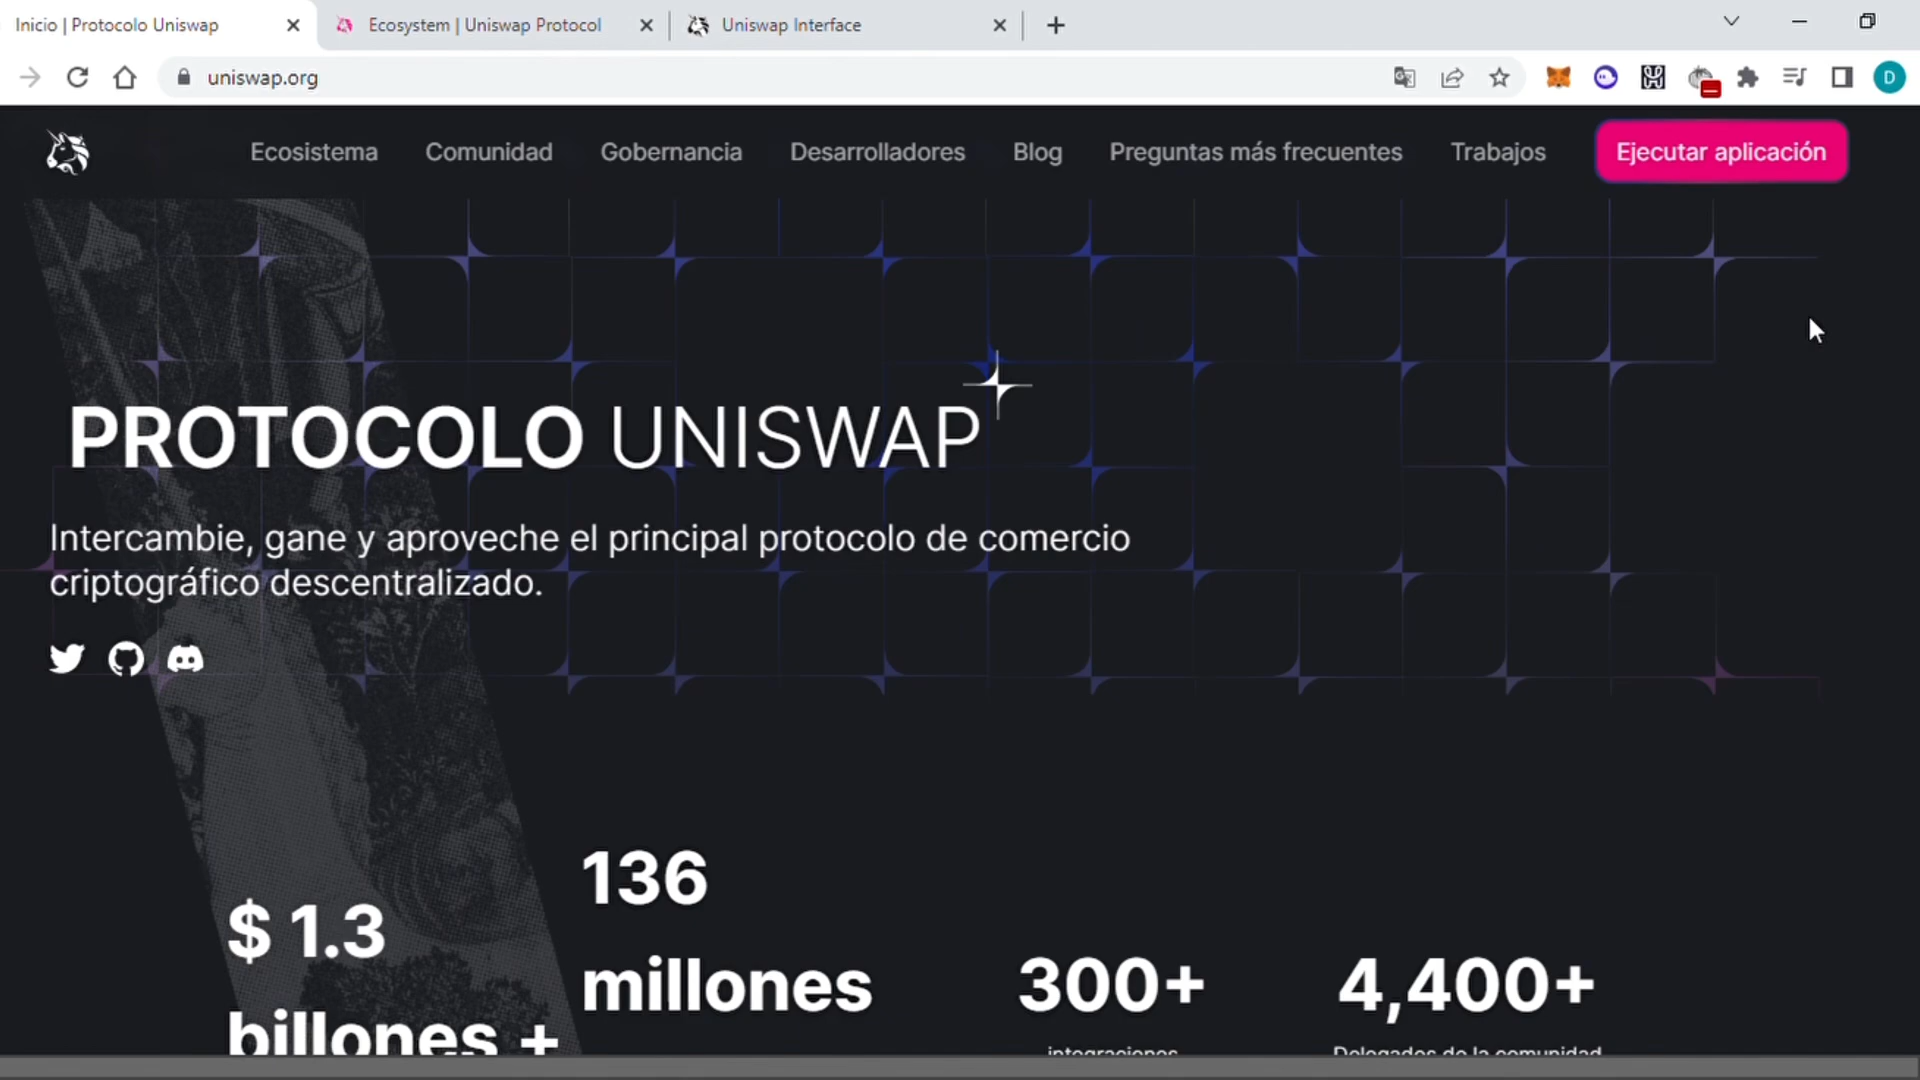 Inicio | Protocolo Uniswap
Ecosystem | Uniswap Protocol
Uniswap Interface
uniswap.org
D
Ecosistema
Comunidad
Gobernancia
Desarrolladores
Blog
Preguntas más frecuentes
Trabajos
Ejecutar aplicación
PROTOCOLO UNISWAP
Intercambie, gane y aproveche el principal protocolo de comercio
criptográfico descentralizado.
$ 1.3
billones +
136
millones
300+
integraciones
4,400+
Delegados de la comunidad